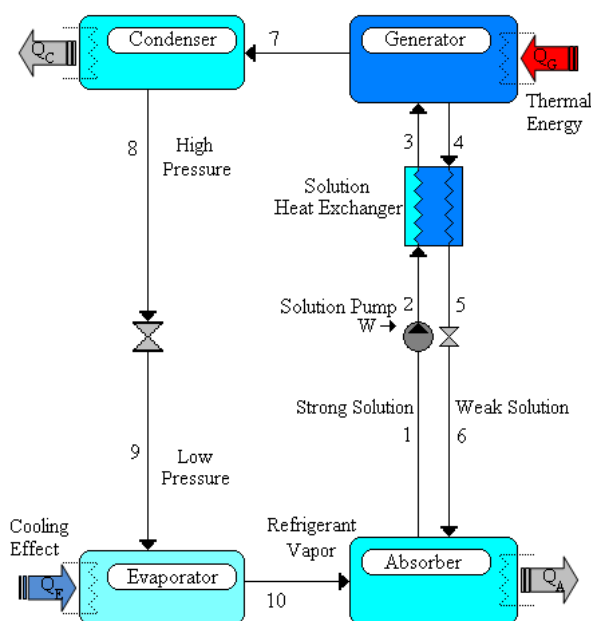 Q_C
Condenser
7
Generator
Q_G
Thermal
Energy
8
High
Pressure
3
4
Solution
Heat Exchanger
Solution Pump
W
2
5
Strong Solution
Weak Solution
1
6
9
Low
Pressure
Cooling
Effect
Refrigerant
Vapor
Q_E
Evaporator
10
Absorber
Q_A